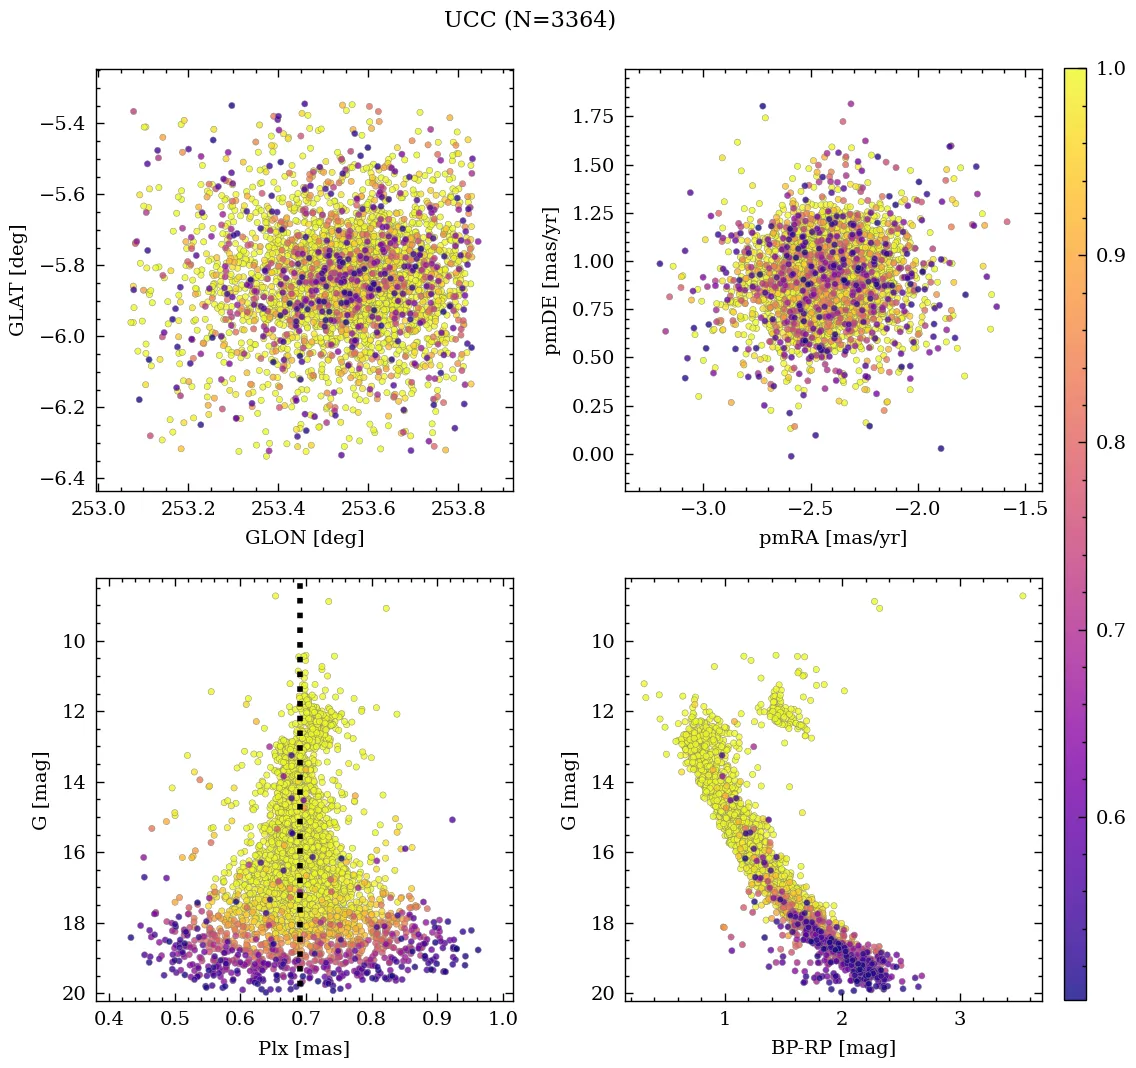 UCC (N=3364)
−5.4
−5.6
−5.8
−6.0
−6.2
−6.4
GLAT [deg]
253.0 253.2 253.4 253.6 253.8
GLON [deg]
1.75
1.50
1.25
1.00
0.75
0.50
0.25
0.00
pmDE [mas/yr]
−3.0 −2.5 −2.0 −1.5
pmRA [mas/yr]
10
12
14
16
18
20
G [mag]
0.4 0.5 0.6 0.7 0.8 0.9 1.0
Plx [mas]
10
12
14
16
18
20
G [mag]
1 2 3
BP-RP [mag]
1.0
0.9
0.8
0.7
0.6